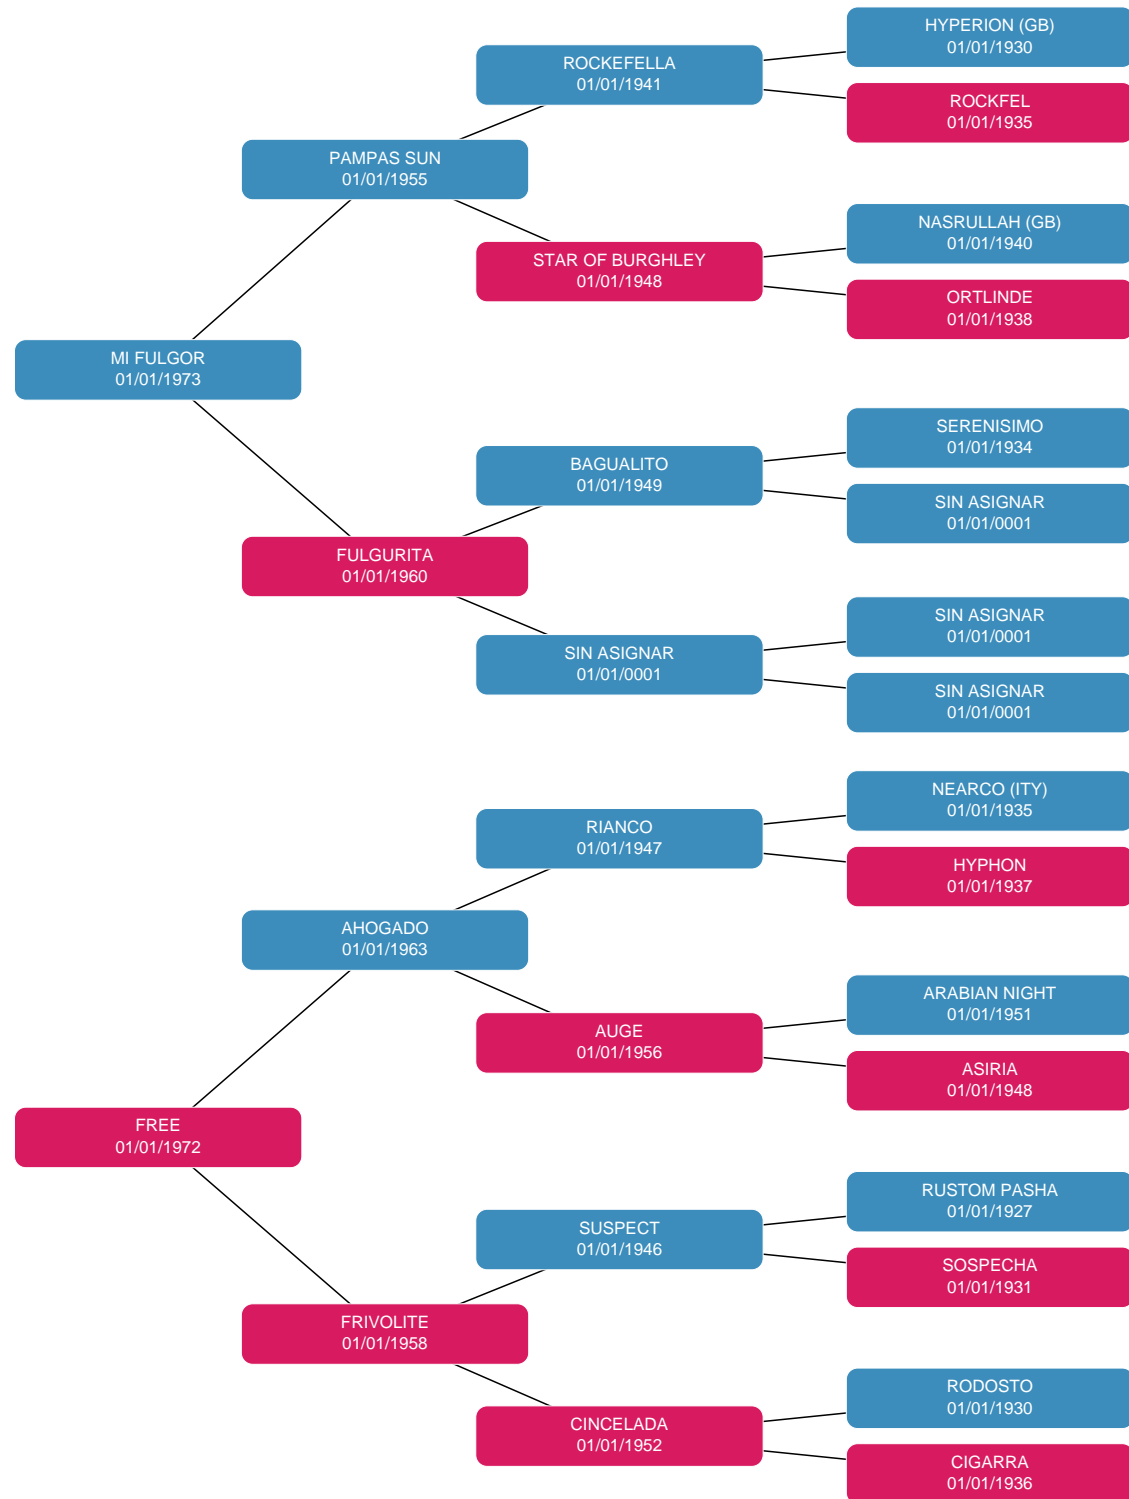 HYPERION (GB)
01/01/1930
ROCKEFELLA
01/01/1941
ROCKFEL
01/01/1935
PAMPAS SUN
01/01/1955
NASRULLAH (GB)
01/01/1940
STAR OF BURGHLEY
01/01/1948
ORTLINDE
01/01/1938
MI FULGOR
01/01/1973
SERENISIMO
01/01/1934
BAGUALITO
01/01/1949
SIN ASIGNAR
01/01/0001
FULGURITA
01/01/1960
SIN ASIGNAR
01/01/0001
SIN ASIGNAR
01/01/0001
SIN ASIGNAR
01/01/0001
NEARCO (ITY)
01/01/1935
RIANCO
01/01/1947
HYPHON
01/01/1937
AHOGADO
01/01/1963
ARABIAN NIGHT
01/01/1951
AUGE
01/01/1956
ASIRIA
01/01/1948
FREE
01/01/1972
RUSTOM PASHA
01/01/1927
SUSPECT
01/01/1946
SOSPECHA
01/01/1931
FRIVOLITE
01/01/1958
RODOSTO
01/01/1930
CINCELADA
01/01/1952
CIGARRA
01/01/1936